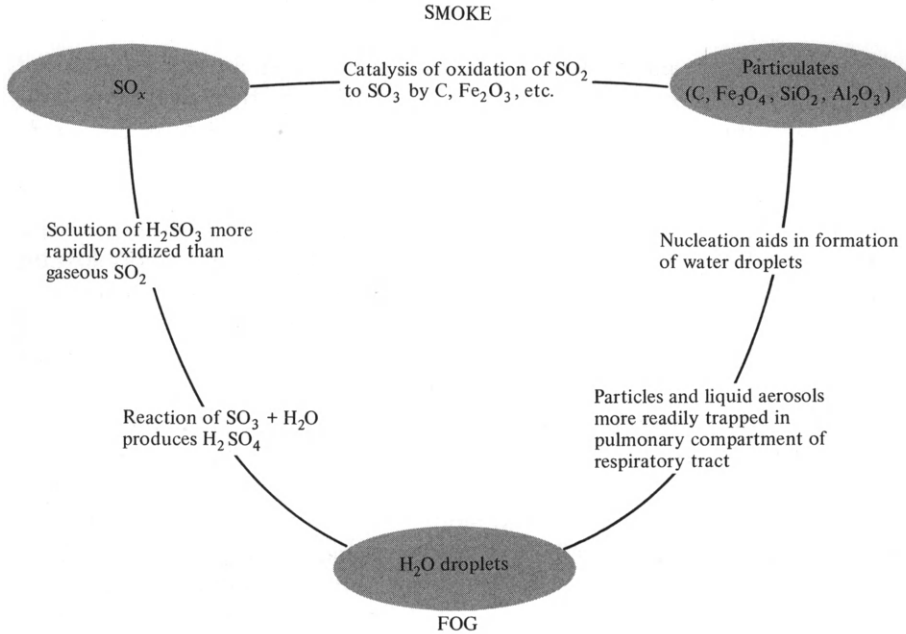 SMOKE
SOₓ
Catalysis of oxidation of SO₂
to SO₃ by C, Fe₂O₃, etc.
Particulates
(C, Fe₃O₄, SiO₂, Al₂O₃)
Solution of H₂SO₃ more
rapidly oxidized than
gaseous SO₂
Nucleation aids in formation
of water droplets
Reaction of SO₃ + H₂O
produces H₂SO₄
Particles and liquid aerosols
more readily trapped in
pulmonary compartment of
respiratory tract
H₂O droplets
FOG